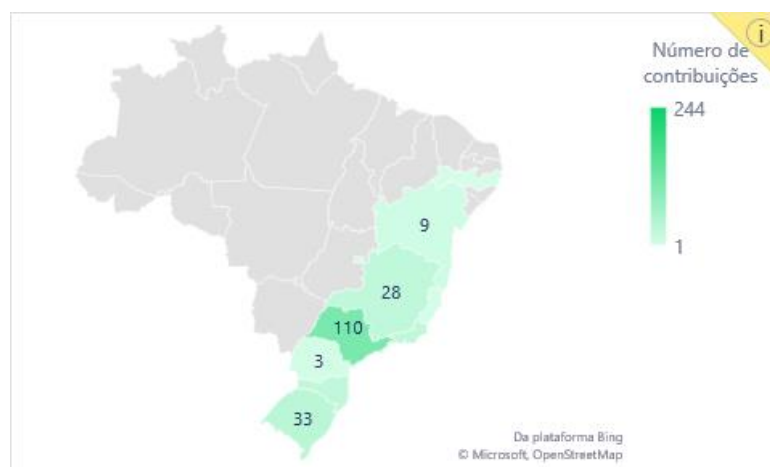 i
Número de
contribuições
244
1
9
28
110
3
33
Da plataforma Bing
© Microsoft, OpenStreetMap